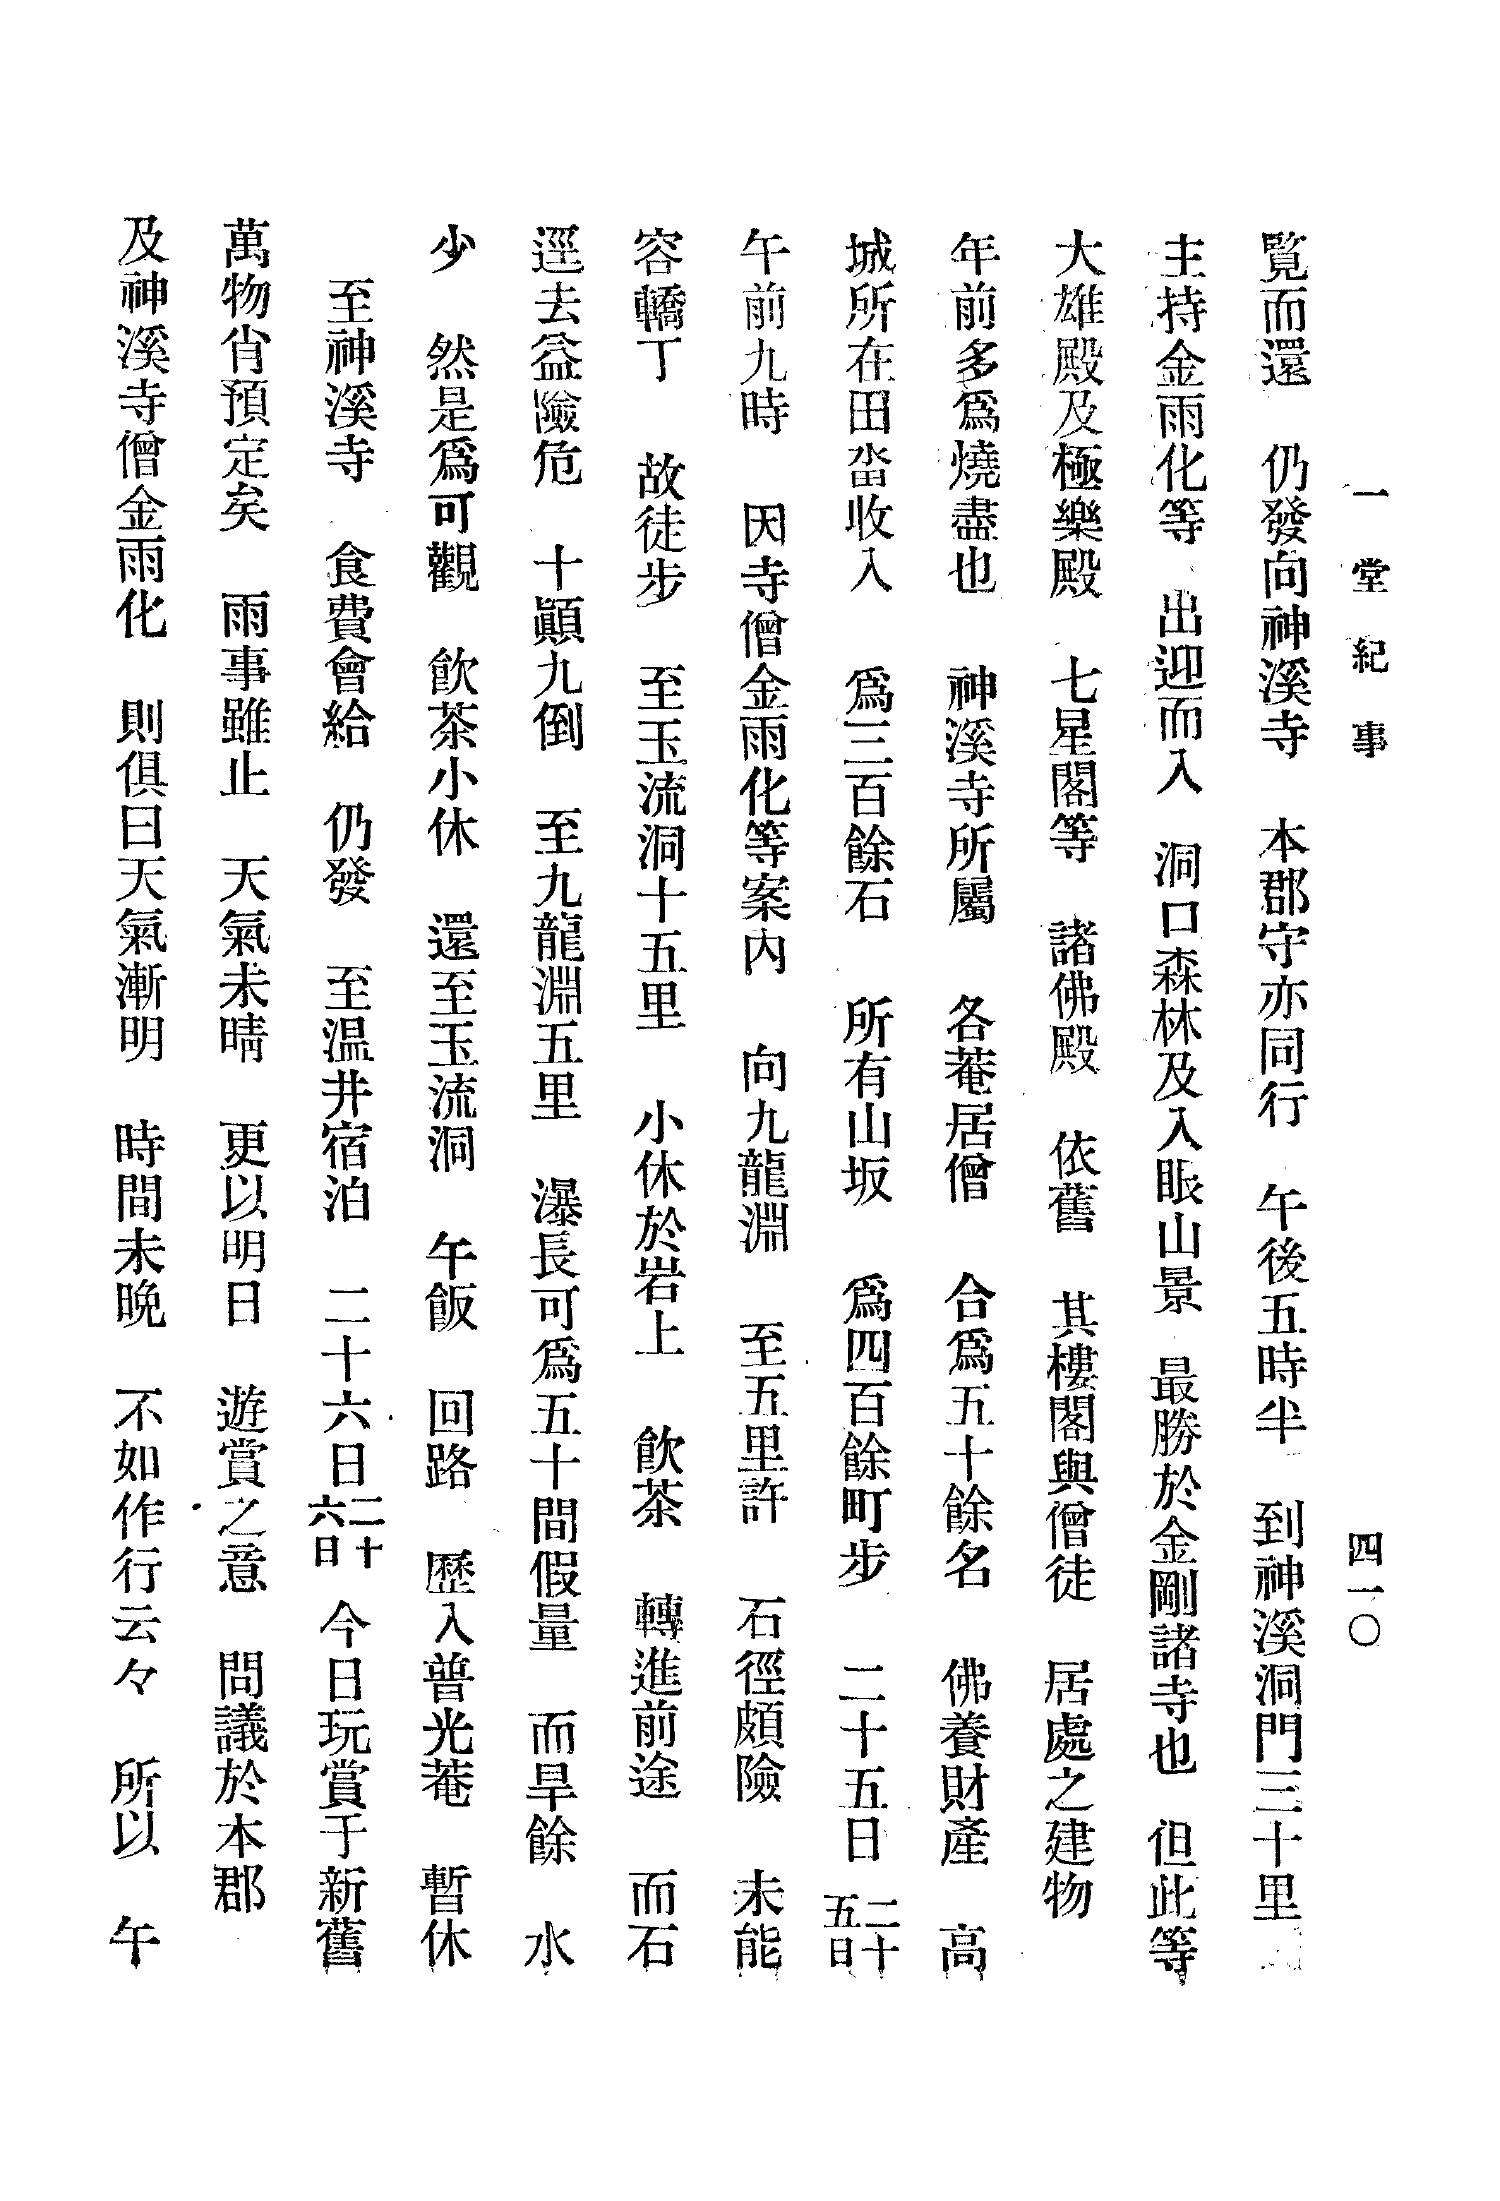 一堂紀事　四一〇
覧而還　仍發向神溪寺　本郡守亦同行　午後五時半　到神溪洞門三十里
主持金雨化等　出迎而入　洞口森林及入眼山景　最勝於金剛諸寺也　但此等
大雄殿及極樂殿　七星閣等　諸佛殿　依舊　其樓閣與僧徒　居處之建物
年前多爲燒盡也　神溪寺所屬　各菴居僧　合爲五十餘名　佛養財產　高
城所在田畓收入　爲三百餘石　所有山坂　爲四百餘町步　二十五日二十五日
午前九時　因寺僧金雨化等案內　向九龍淵　至五里許　石徑頗險　未能
容轎丁　故徒步　至玉流洞十五里　小休於岩上　飮茶　轉進前途　而石
逕去益險危　十顚九倒　至九龍淵五里　瀑長可爲五十間假量　而旱餘　水
少　然是爲可觀　飮茶小休　還至玉流洞　午飯　回路　歷入普光菴　暫休
至神溪寺　食費會給　仍發　至温井宿泊　二十六日二十六日　今日玩賞于新舊
萬物肖預定矣　雨事雖止　天氣未晴　更以明日　遊賞之意　問議於本郡
及神溪寺僧金雨化　則俱曰天氣漸明　時間未晩　不如作行云々　所以　午